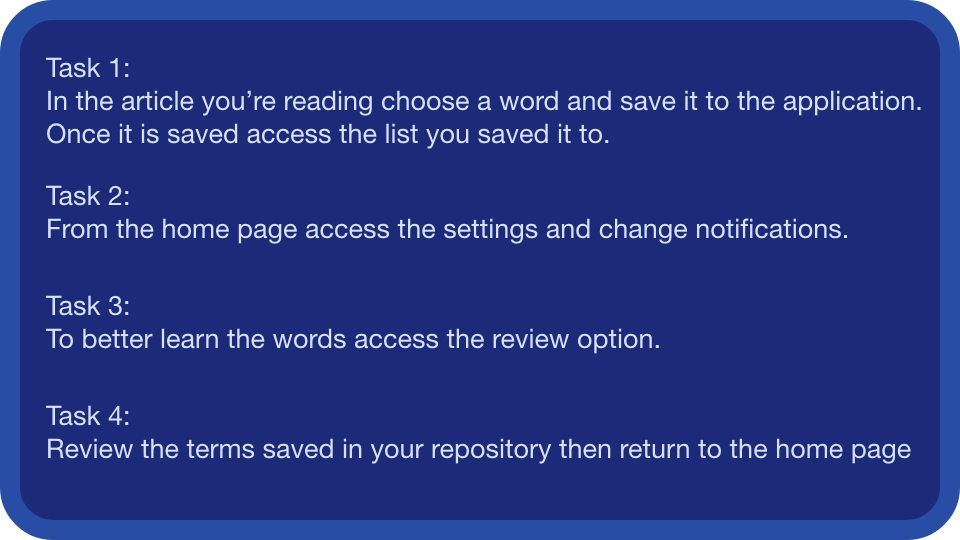 Task 1:
In the article you’re reading choose a word and save it to the application.
Once it is saved access the list you saved it to.
Task 2:
From the home page access the settings and change notifications.
Task 3:
To better learn the words access the review option.
Task 4:
Review the terms saved in your repository then return to the home page